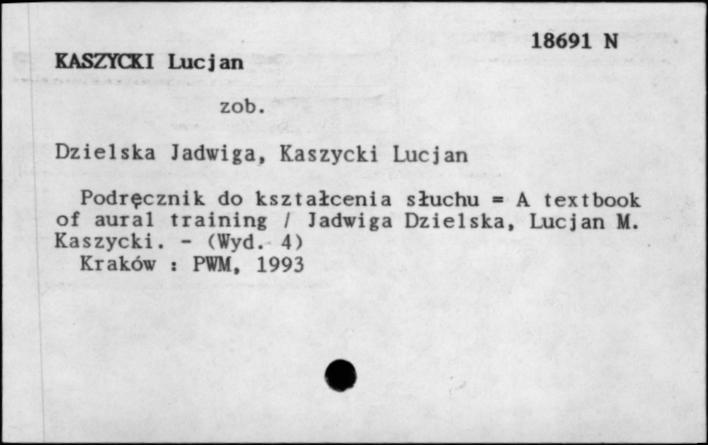 18691 N
KASZYCKI Lucjan
zob.
Dzielska Jadwiga, Kaszycki Lucjan
Podręcznik do kształcenia słuchu = A textbook
of aural training / Jadwiga Dzielska, Lucjan M.
Kaszycki. - (Wyd. 4)
Kraków : PWM, 1993